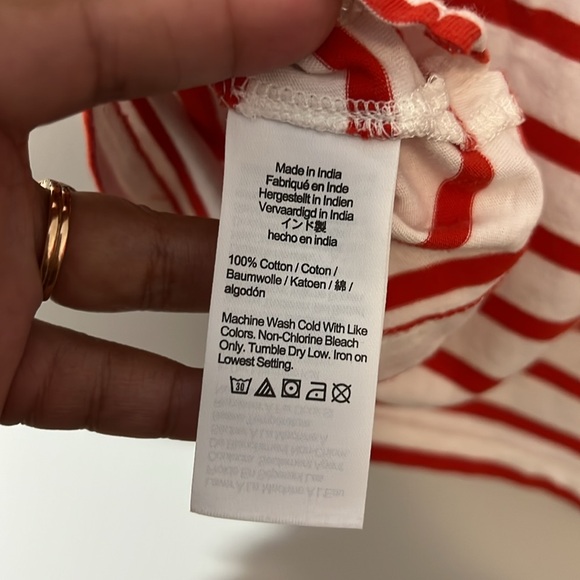 Made in India
Fabriqué en Inde
Hergestellt in Indien
Vervaardigd in India
インド製
hecho en india
100% Cotton / Coton /
Baumwolle / Katoen / 綿 /
algodón
Machine Wash Cold With Like
Colors. Non-Chlorine Bleach
Only. Tumble Dry Low. Iron on
Lowest Setting.
30